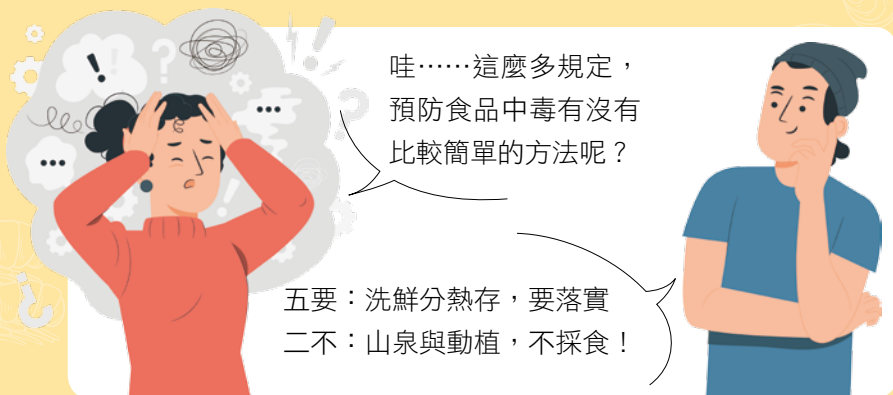 哇⋯⋯這麼多規定，
預防食品中毒有沒有
比較簡單的方法呢？
五要：洗鮮分熱存，要落實
二不：山泉與動植，不採食！